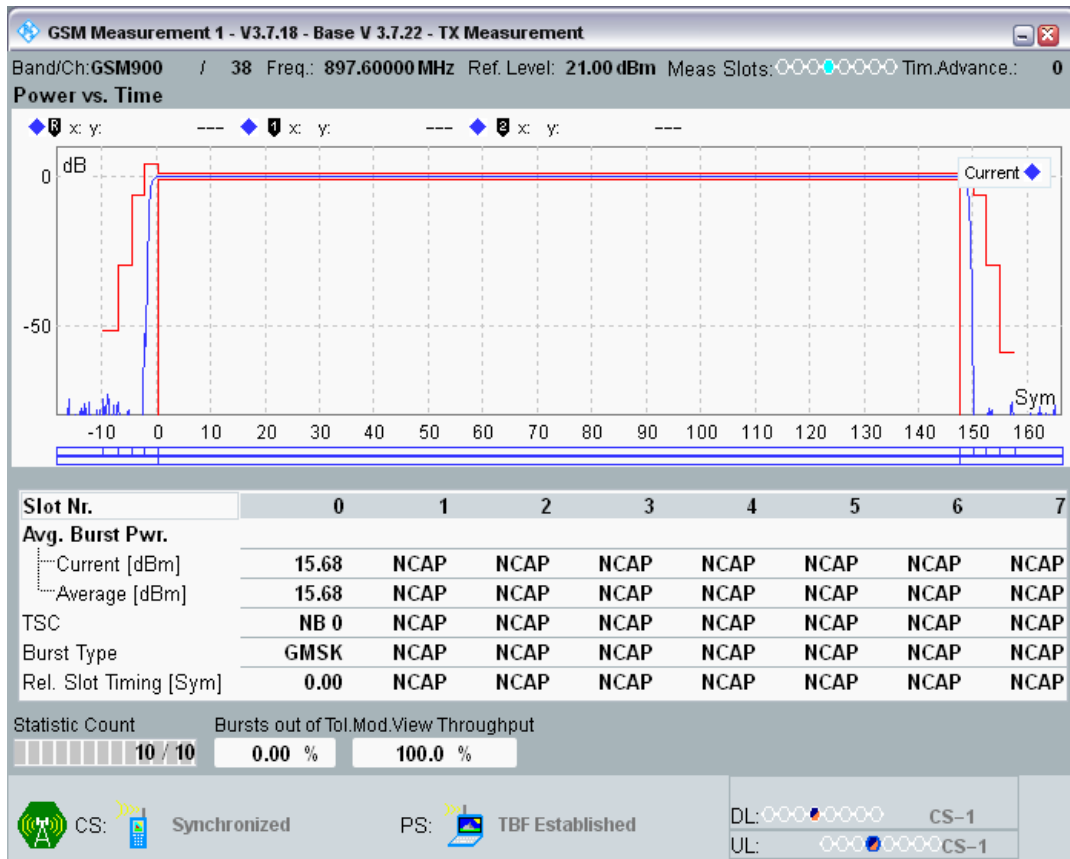 GSM Measurement 1 - V3.7.18 - Base V 3.7.22 - TX Measurement
Band/Ch:GSM900 / 38 Freq.: 897.60000 MHz Ref. Level: 21.00 dBm Meas Slots: Tim.Advance.: 0
Power vs. Time
R x: y: --- 1 x: y: --- 2 x: y: ---
dB
Current
0
-50
Sym
-10 0 10 20 30 40 50 60 70 80 90 100 110 120 130 140 150 160
Slot Nr. 0 1 2 3 4 5 6 7
Avg. Burst Pwr.
Current [dBm] 15.68 NCAP NCAP NCAP NCAP NCAP NCAP NCAP
Average [dBm] 15.68 NCAP NCAP NCAP NCAP NCAP NCAP NCAP
TSC NB 0 NCAP NCAP NCAP NCAP NCAP NCAP NCAP
Burst Type GMSK NCAP NCAP NCAP NCAP NCAP NCAP NCAP
Rel. Slot Timing [Sym] 0.00 NCAP NCAP NCAP NCAP NCAP NCAP NCAP
Statistic Count Bursts out of Tol. Mod.View Throughput
10 / 10 0.00 % 100.0 %
CS: Synchronized PS: TBF Established
DL: CS-1
UL: CS-1